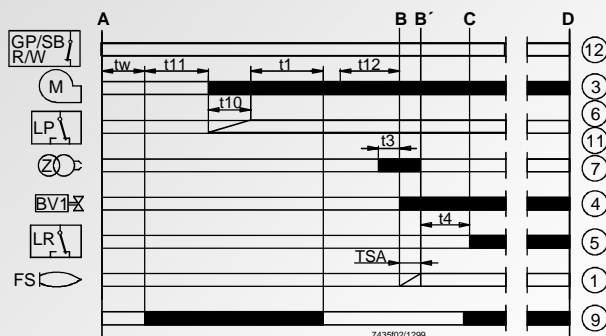 A B B´ C D
GP/SB
R/W 12
tw t11 t1 t12
M 3
t10 6
LP 11
t3
Z 7
BV1 4
t4
LR 5
TSA
FS 1
9
7435f02/1299